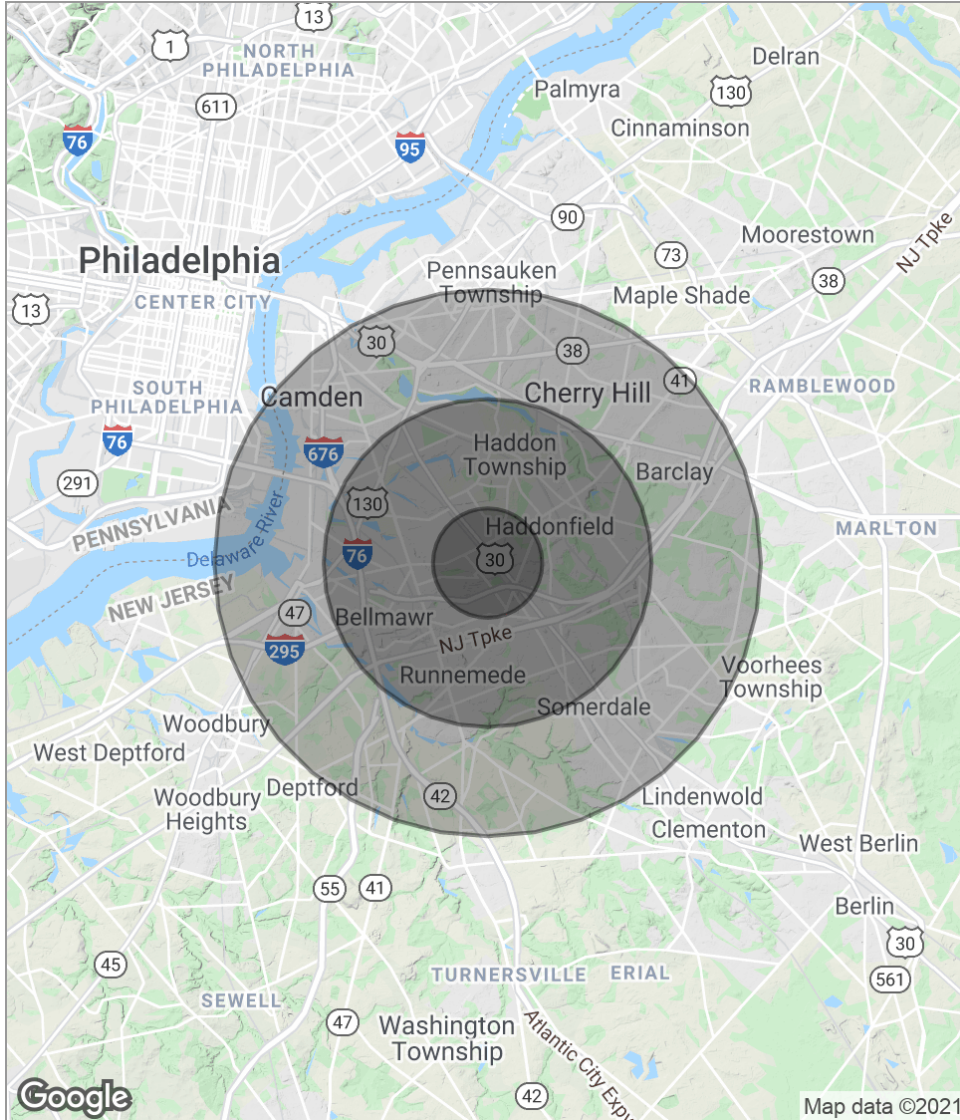 13
1
NORTH
PHILADELPHIA
Delran
Palmyra
130
611
Cinnaminson
76
95
90
Moorestown
NJ Tpke
73
Philadelphia
Pennsauken
Township
38
CENTER CITY
Maple Shade
13
30
38
41
SOUTH
PHILADELPHIA
Camden
Cherry Hill
RAMBLEWOOD
76
676
Haddon
Township
Barclay
291
130
PENNSYLVANIA
Haddonfield
MARLTON
Delaware River
76
30
NEW JERSEY
47
Bellmawr
NJ Tpke
295
Runnemede
Voorhees
Township
Somerdale
Woodbury
West Deptford
Deptford
42
Lindenwold
Woodbury
Heights
Clementon
West Berlin
55
41
Berlin
30
45
TURNERSVILLE
ERIAL
561
SEWELL
47
Washington
Township
Atlantic City Expy
42
Google
Map data ©2021